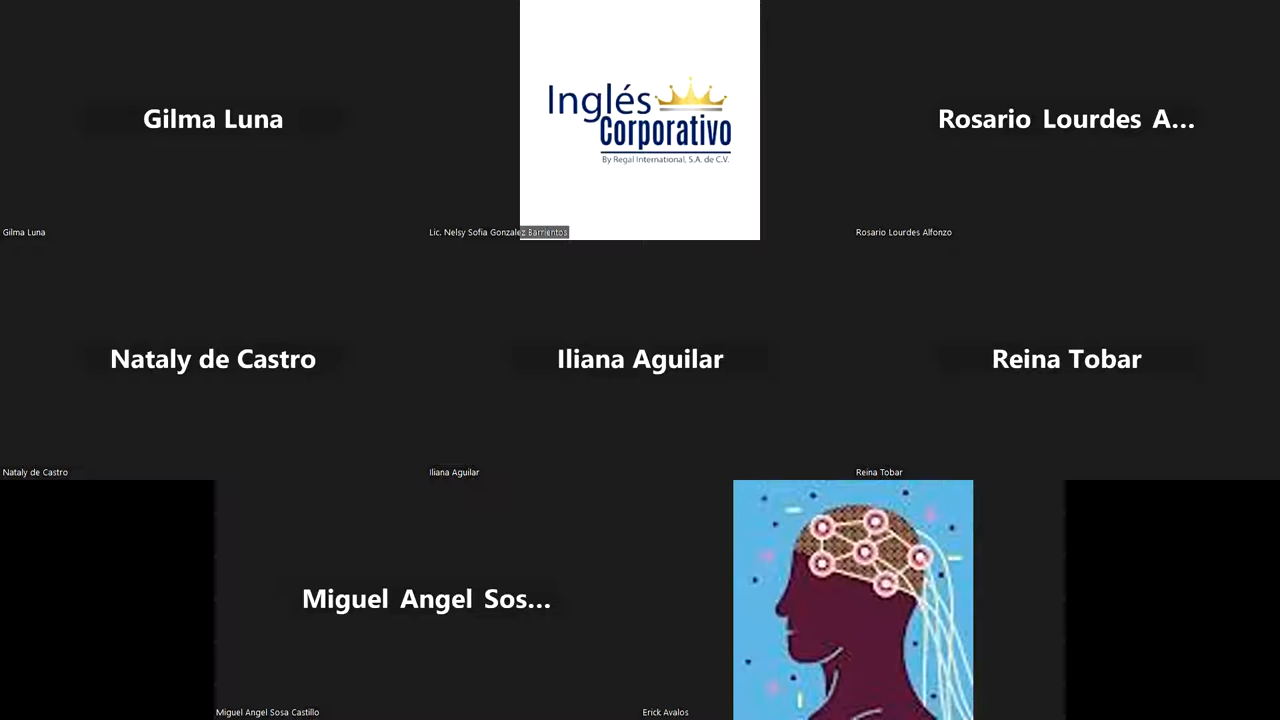 Gilma Luna
Inglés
Corporativo
By Regal International, S.A. de C.V.
Rosario Lourdes A...
Gilma Luna
Lic. Nelsy Sofia Gonzalez Barrientos
Rosario Lourdes Alfonzo
Nataly de Castro
Iliana Aguilar
Reina Tobar
Nataly de Castro
Iliana Aguilar
Reina Tobar
Miguel Angel Sos...
Miguel Angel Sosa Castillo
Erick Avalos